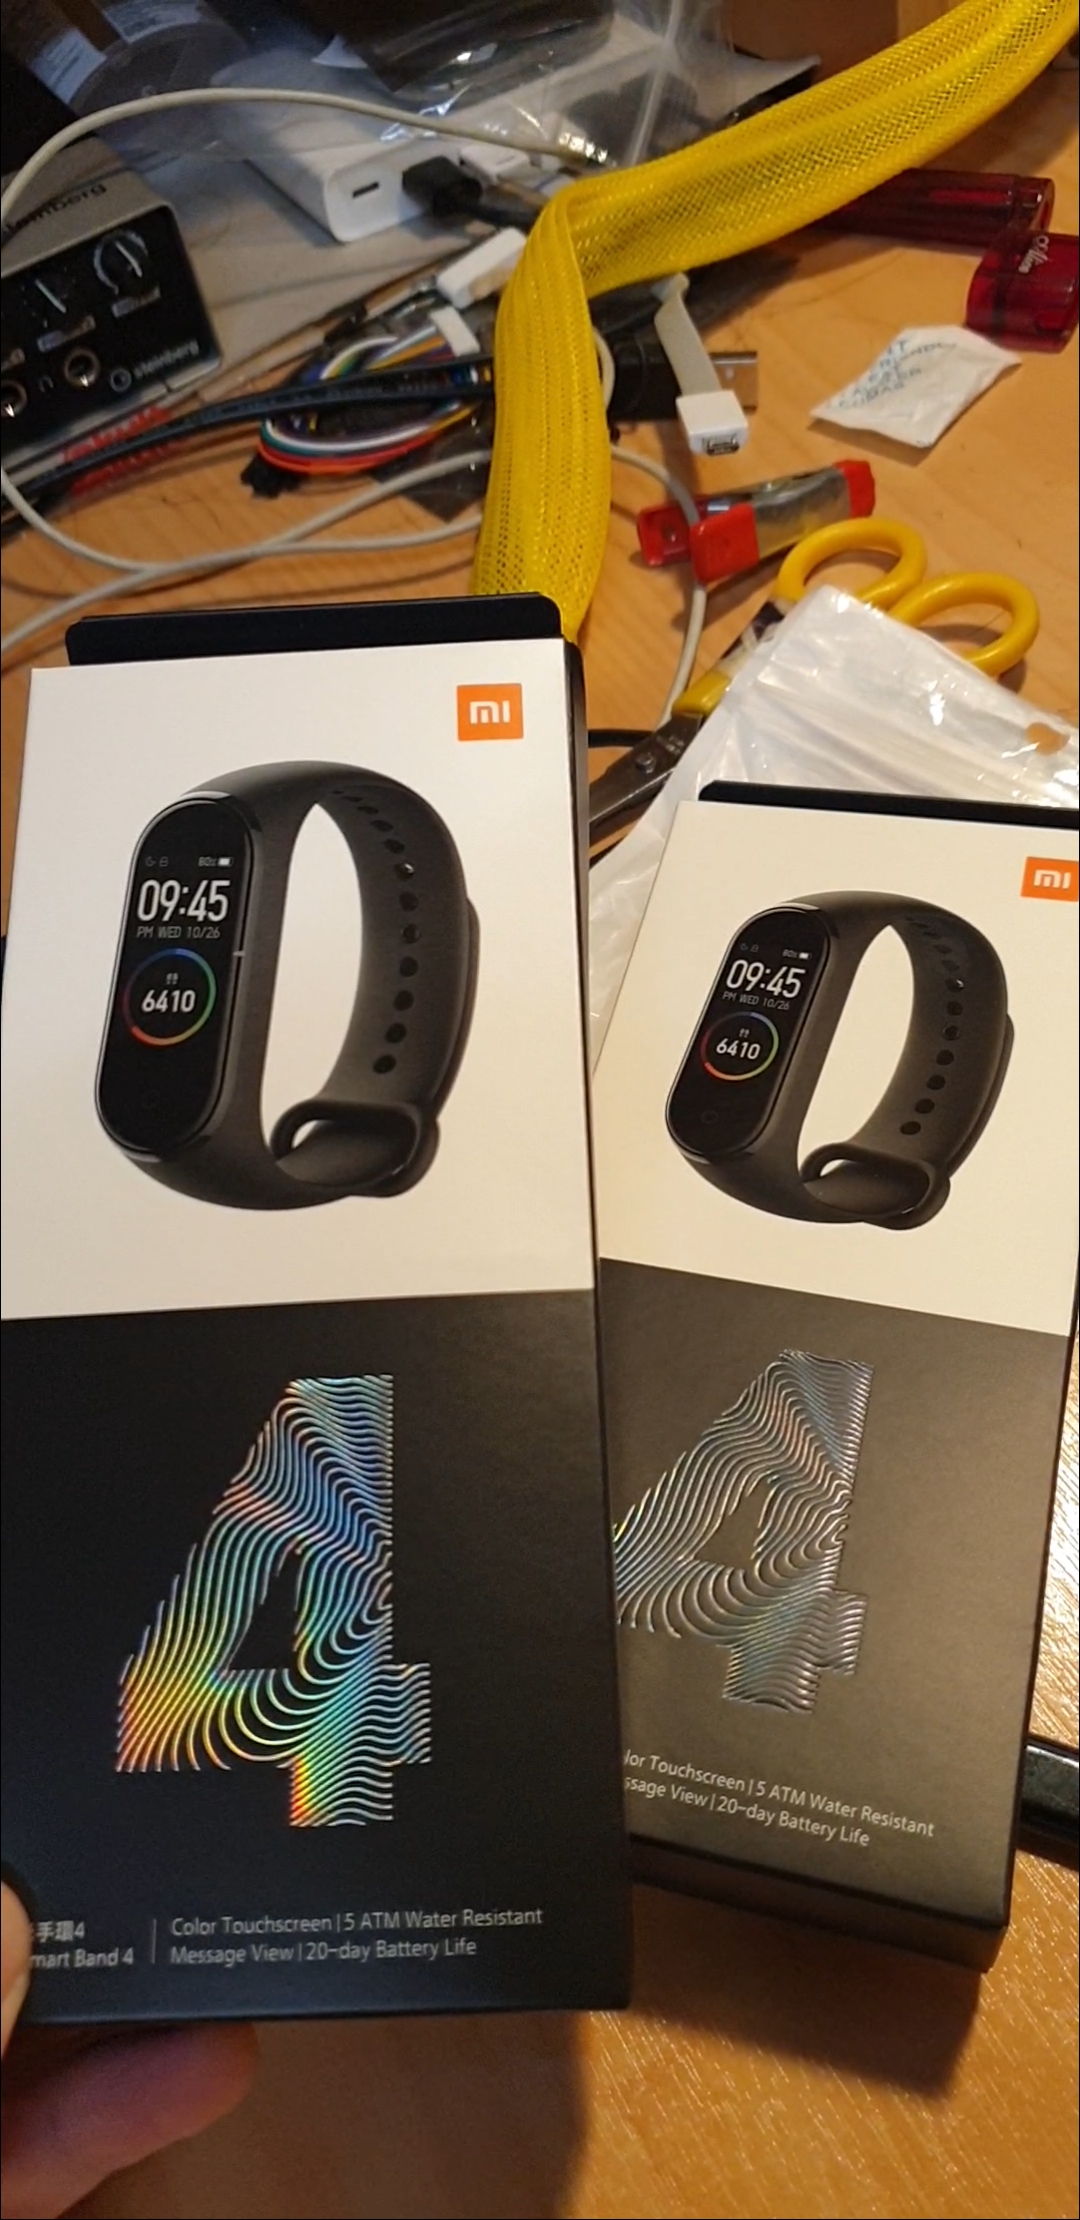 steinberg
mi
80%
09:45
PM WED 10/26
6410
4
手環4
mart Band 4
Color Touchscreen | 5 ATM Water Resistant
Message View | 20-day Battery Life
mi
80%
09:45
PM WED 10/26
6410
4
lor Touchscreen | 5 ATM Water Resistant
ssage View | 20-day Battery Life